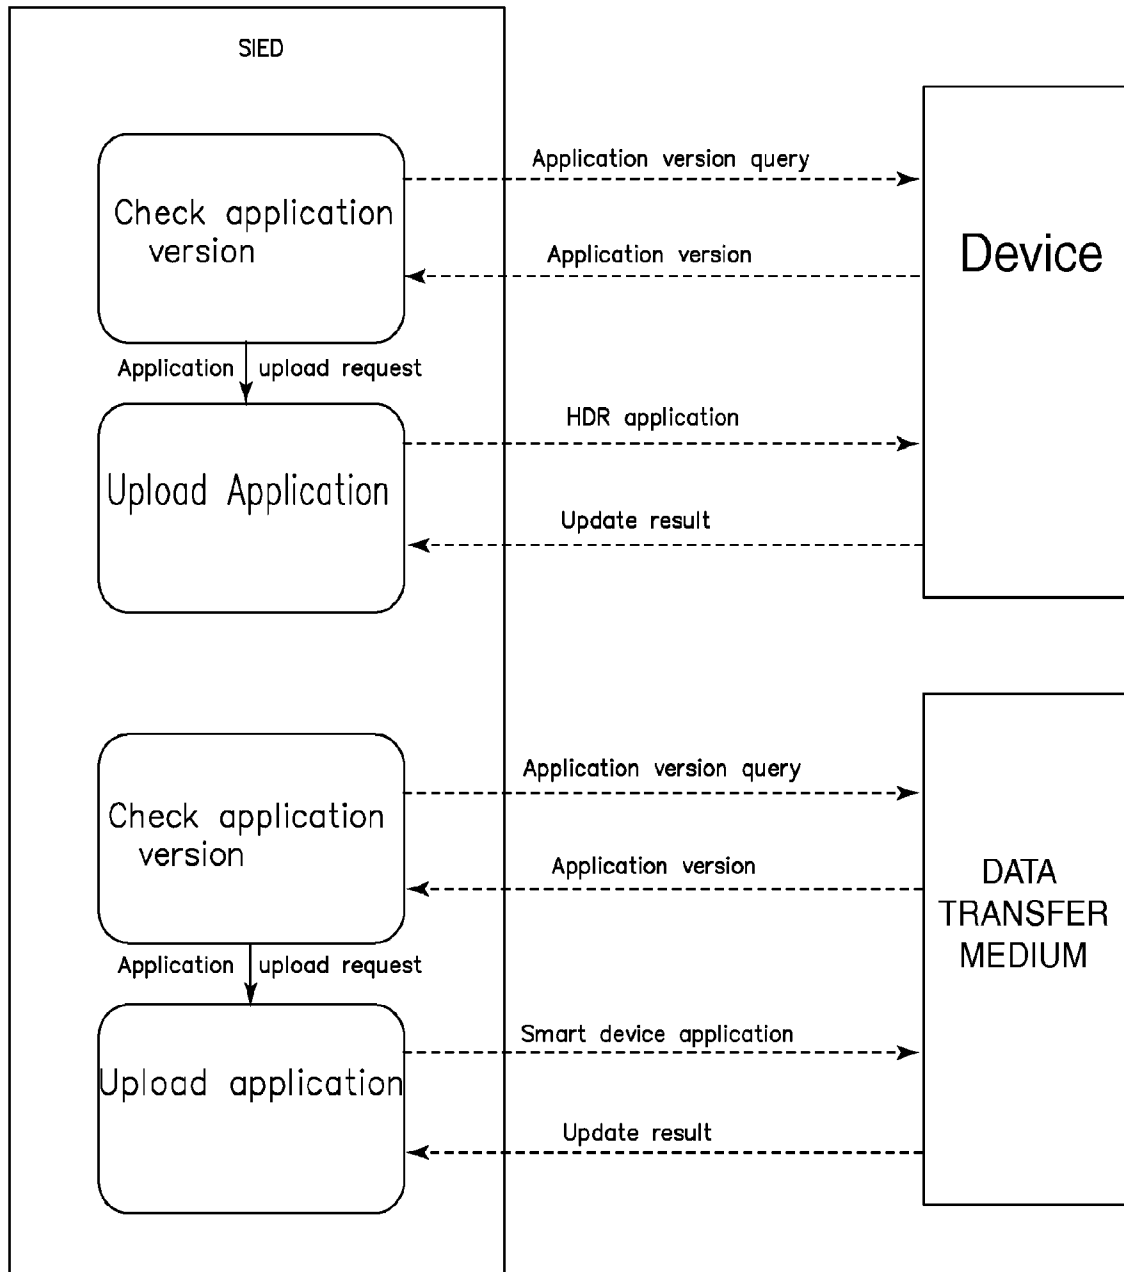 SIED
Application version query
Check application
version
Application version
Device
Application upload request
HDR application
Upload Application
Update result
Application version query
Check application
version
Application version
DATA
TRANSFER
MEDIUM
Application upload request
Smart device application
Upload application
Update result